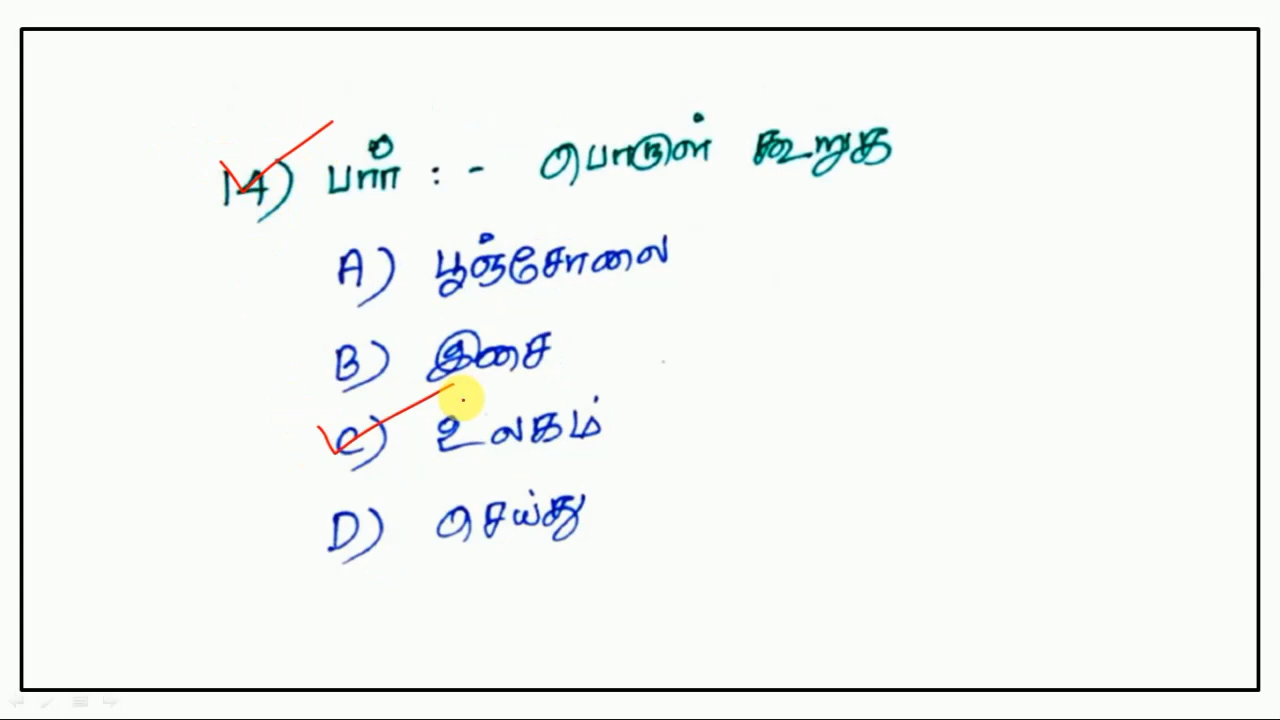 14) பார் : - பொருள் கூறுக
A) பூஞ்சோலை
B) இசை
C) உலகம்
D) செய்து